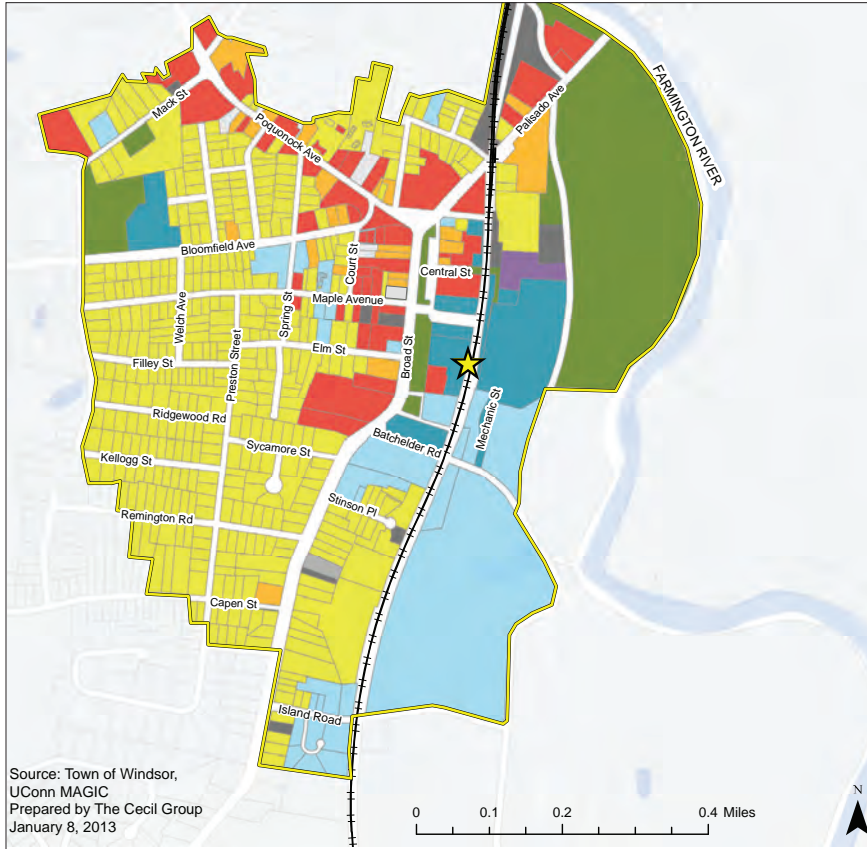 FARMINGTON RIVER
Palisado Ave
Mack St
Poquonock Ave
Bloomfield Ave
Court St
Central St
Welch Ave
Spring St
Maple Avenue
Preston Street
Elm St
Broad St
Filley St
Ridgewood Rd
Mechanic St
Sycamore St
Batchelder Rd
Kellogg St
Stinson Pl
Remington Rd
Capen St
Island Road
Source: Town of Windsor,
UConn MAGIC
Prepared by The Cecil Group
January 8, 2013
0 0.1 0.2 0.4 Miles
N